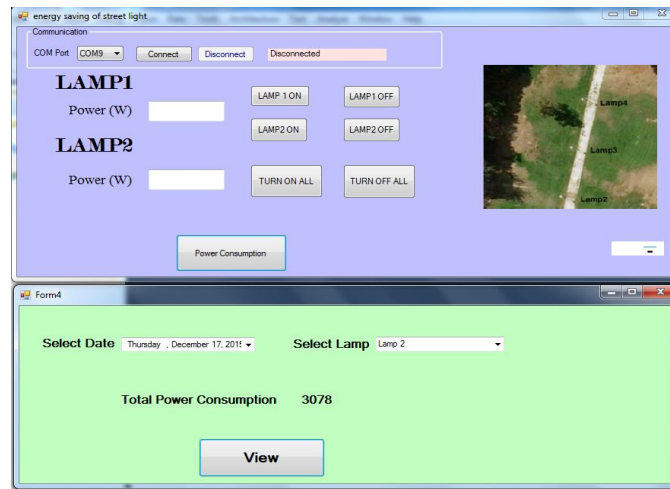 energy saving of street light
Communication
COM Port COM9 Connect Disconnect Disconnected
LAMP1
Power (W)
LAMP 1 ON LAMP1 OFF
LAMP2
LAMP2 ON LAMP2 OFF
Power (W)
TURN ON ALL TURN OFF ALL
Power Consumption
Lamp4
Lamp3
Lamp2
Form4
Select Date Thursday , December 17, 201 Select Lamp Lamp 2
Total Power Consumption 3078
View